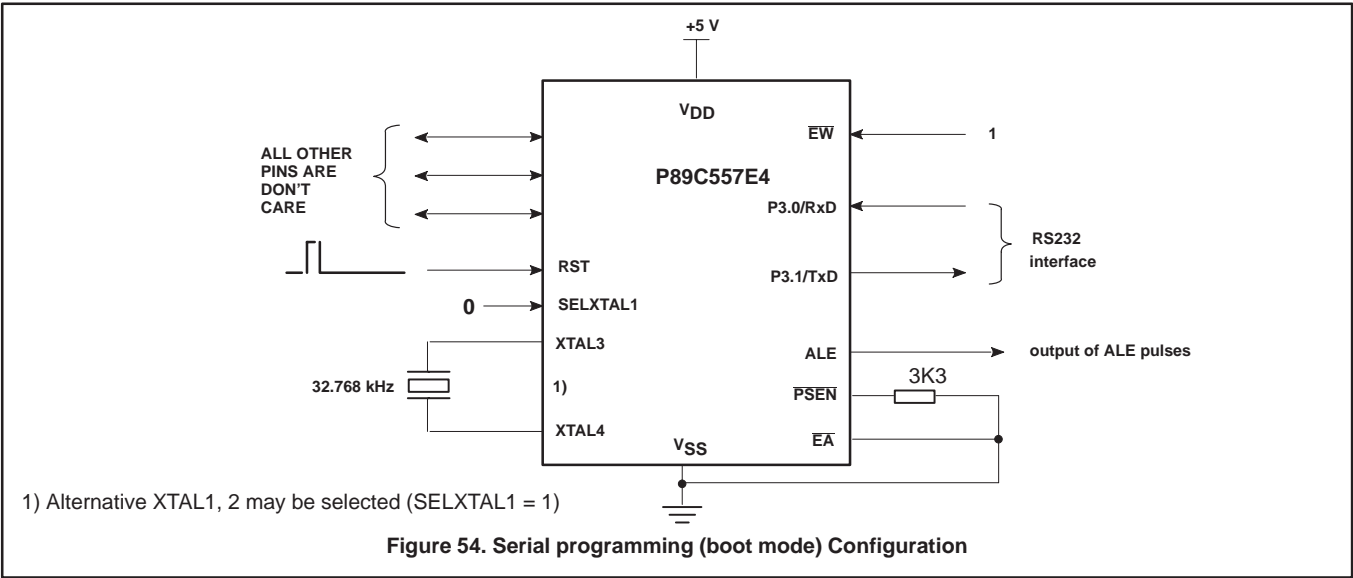 +5 V
VDD
ALL OTHER
PINS ARE
DON'T
CARE
EW
1
P89C557E4
P3.0/RxD
RS232
interface
P3.1/TxD
RST
0
SELXTAL1
XTAL3
ALE
output of ALE pulses
32.768 kHz
1)
PSEN
3K3
XTAL4
EA
VSS
1) Alternative XTAL1, 2 may be selected (SELXTAL1 = 1)
Figure 54. Serial programming (boot mode) Configuration